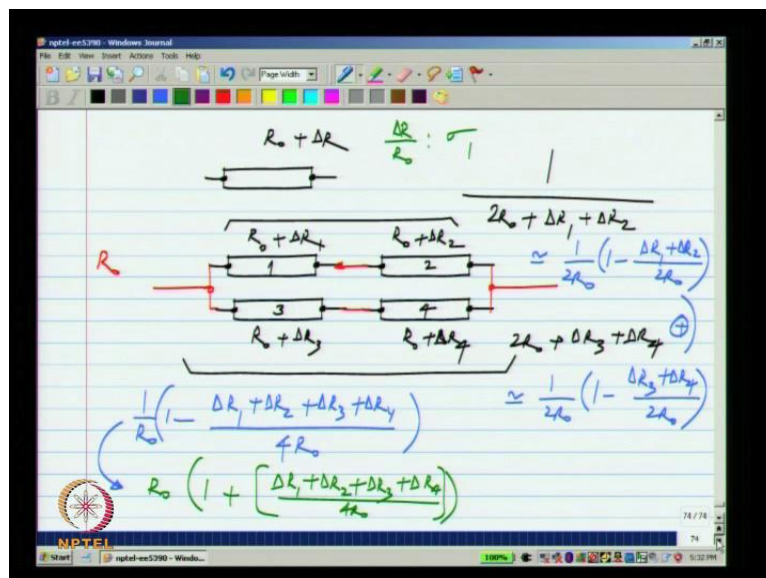 nptel-ee5390 - Windows Journal
File Edit View Insert Actions Tools Help
Page Width
B I
R₀ + ΔR
ΔR/R₀ : σ₁
1/(2R₀ + ΔR₁ + ΔR₂)
R₀ + ΔR₁ R₀ + ΔR₂
≃ 1/2R₀ (1 - (ΔR₁+ΔR₂)/2R₀)
R₀
1 2
3 4
+
R₀ + ΔR₃ R₀ + ΔR₄ 2R₀ + ΔR₃ + ΔR₄
1/R₀ (1 - (ΔR₁ + ΔR₂ + ΔR₃ + ΔR₄)/4R₀)
≃ 1/2R₀ (1 - (ΔR₃+ΔR₄)/2R₀)
R₀ (1 + [(ΔR₁ + ΔR₂ + ΔR₃ + ΔR₄)/4R₀])
74 / 74
74
NPTEL
Start nptel-ee5390 - Windo... 100% 5:32 PM